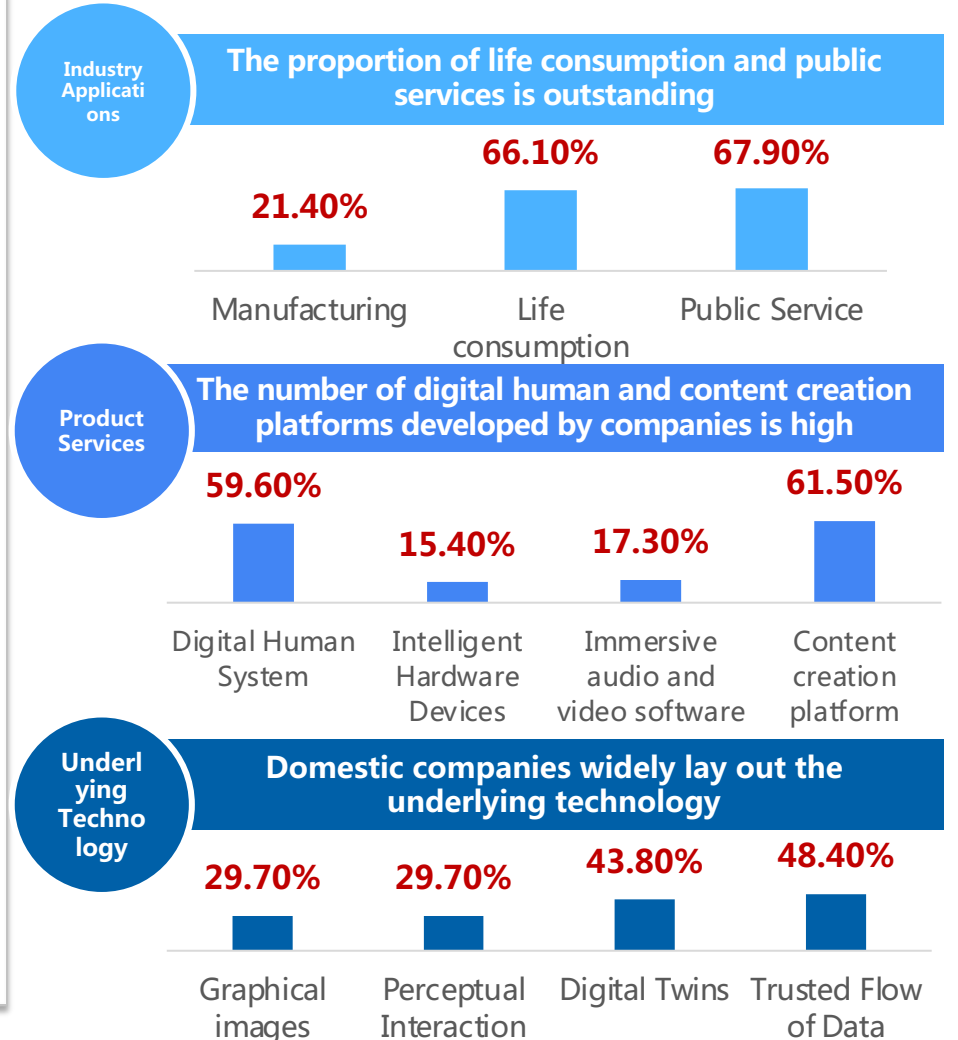 Industry
Applicati
ons
The proportion of life consumption and public
services is outstanding
21.40%
66.10%
67.90%
Manufacturing
Life
consumption
Public Service
Product
Services
The number of digital human and content creation
platforms developed by companies is high
59.60%
15.40%
17.30%
61.50%
Digital Human
System
Intelligent
Hardware
Devices
Immersive
audio and
video software
Content
creation
platform
Underl
ying
Techno
logy
Domestic companies widely lay out the
underlying technology
29.70%
29.70%
43.80%
48.40%
Graphical
images
Perceptual
Interaction
Digital Twins
Trusted Flow
of Data